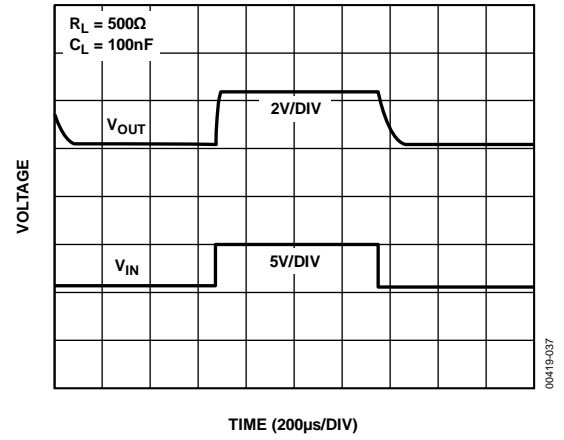 R_L = 500Ω
C_L = 100nF
2V/DIV
V_OUT
VOLTAGE
5V/DIV
V_IN
00419-037
TIME (200µs/DIV)